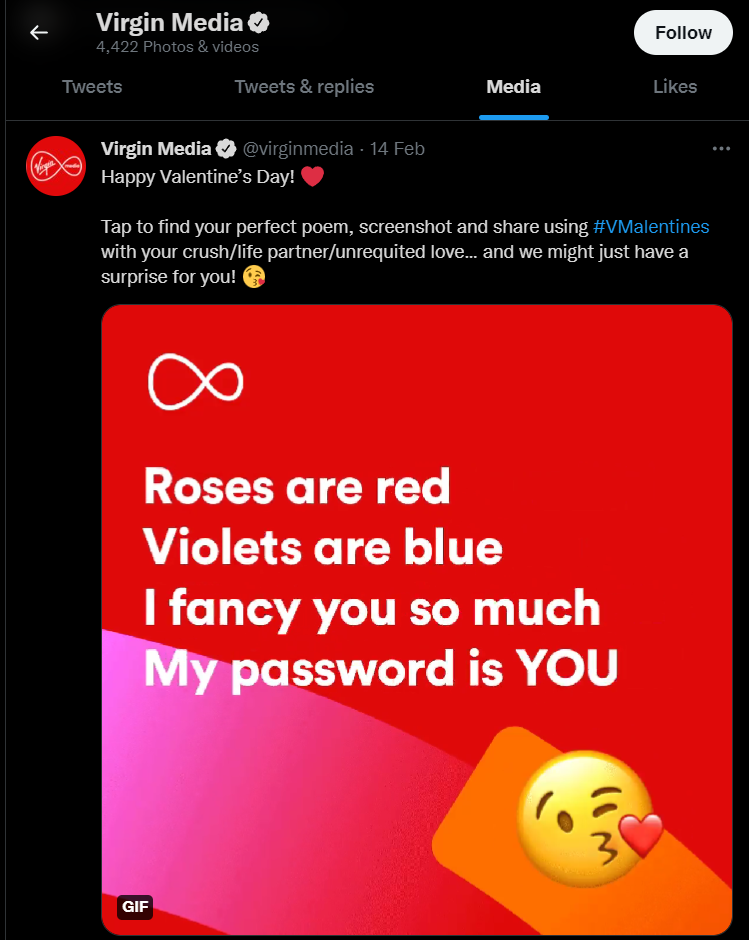 Virgin Media
4,422 Photos & videos
Follow
Tweets
Tweets & replies
Media
Likes
Virgin Media @virginmedia · 14 Feb
Happy Valentine’s Day! ❤️
Tap to find your perfect poem, screenshot and share using #VMalentines
with your crush/life partner/unrequited love... and we might just have a
surprise for you! 😘
Virgin media
Roses are red
Violets are blue
I fancy you so much
My password is YOU
GIF